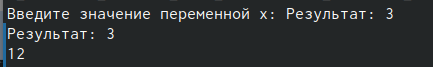 Введите значение переменной x: Результат: 3
Результат: 3
12